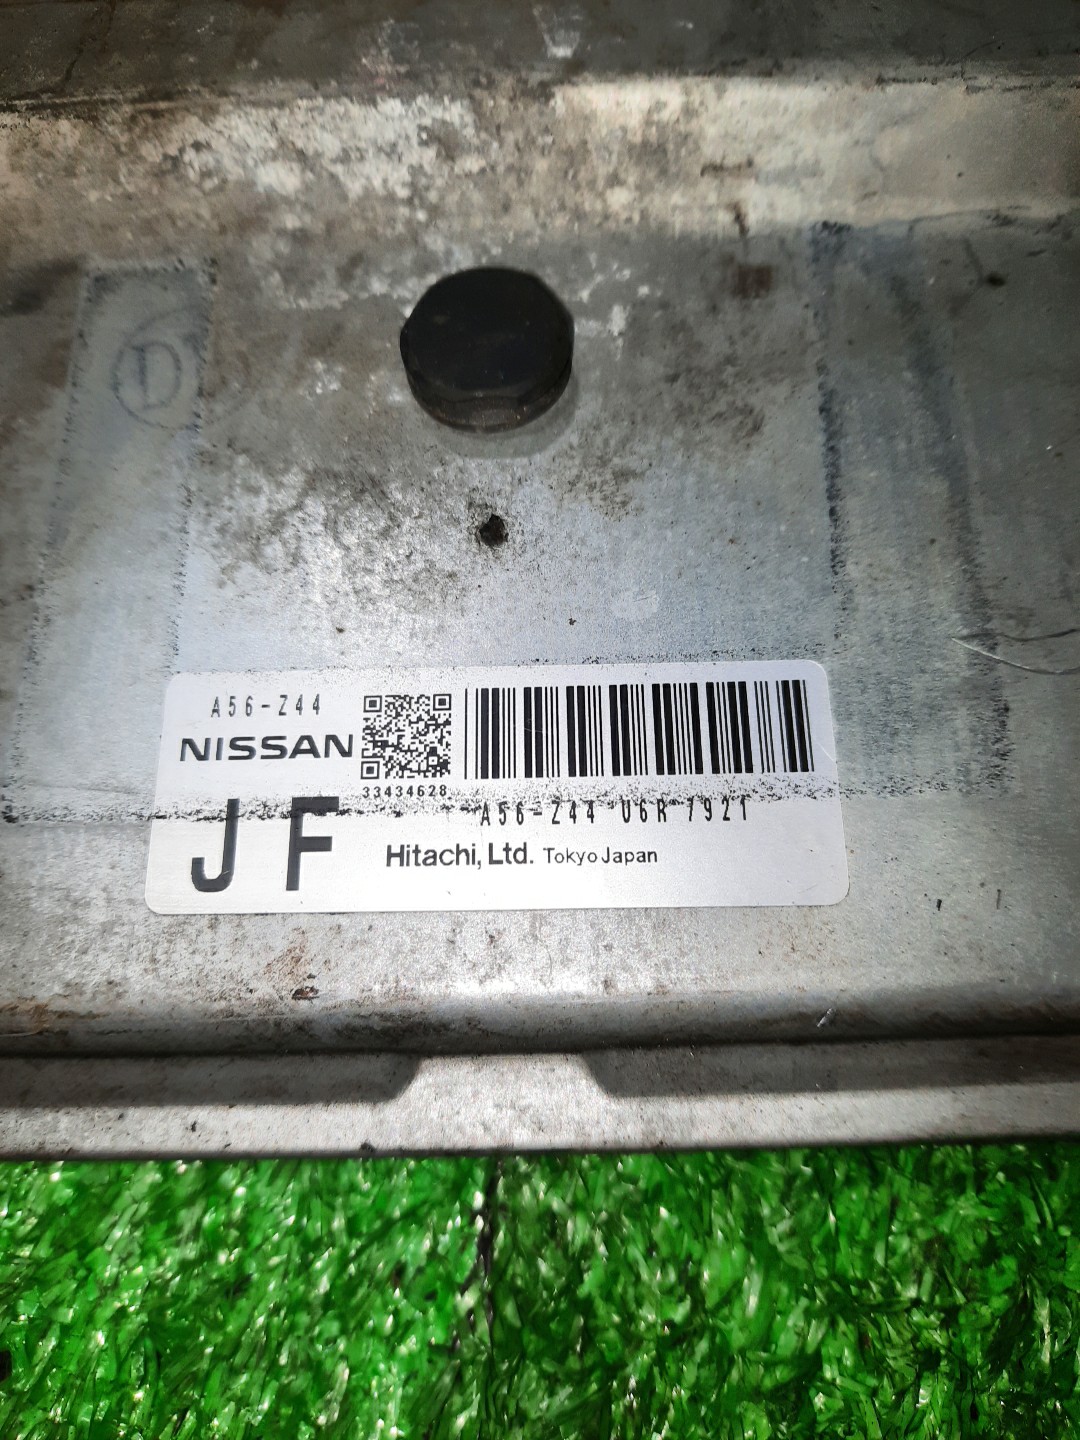 D
A56-Z44
NISSAN
33434628
A56-Z44 U6R 7921
JF
Hitachi, Ltd. Tokyo Japan